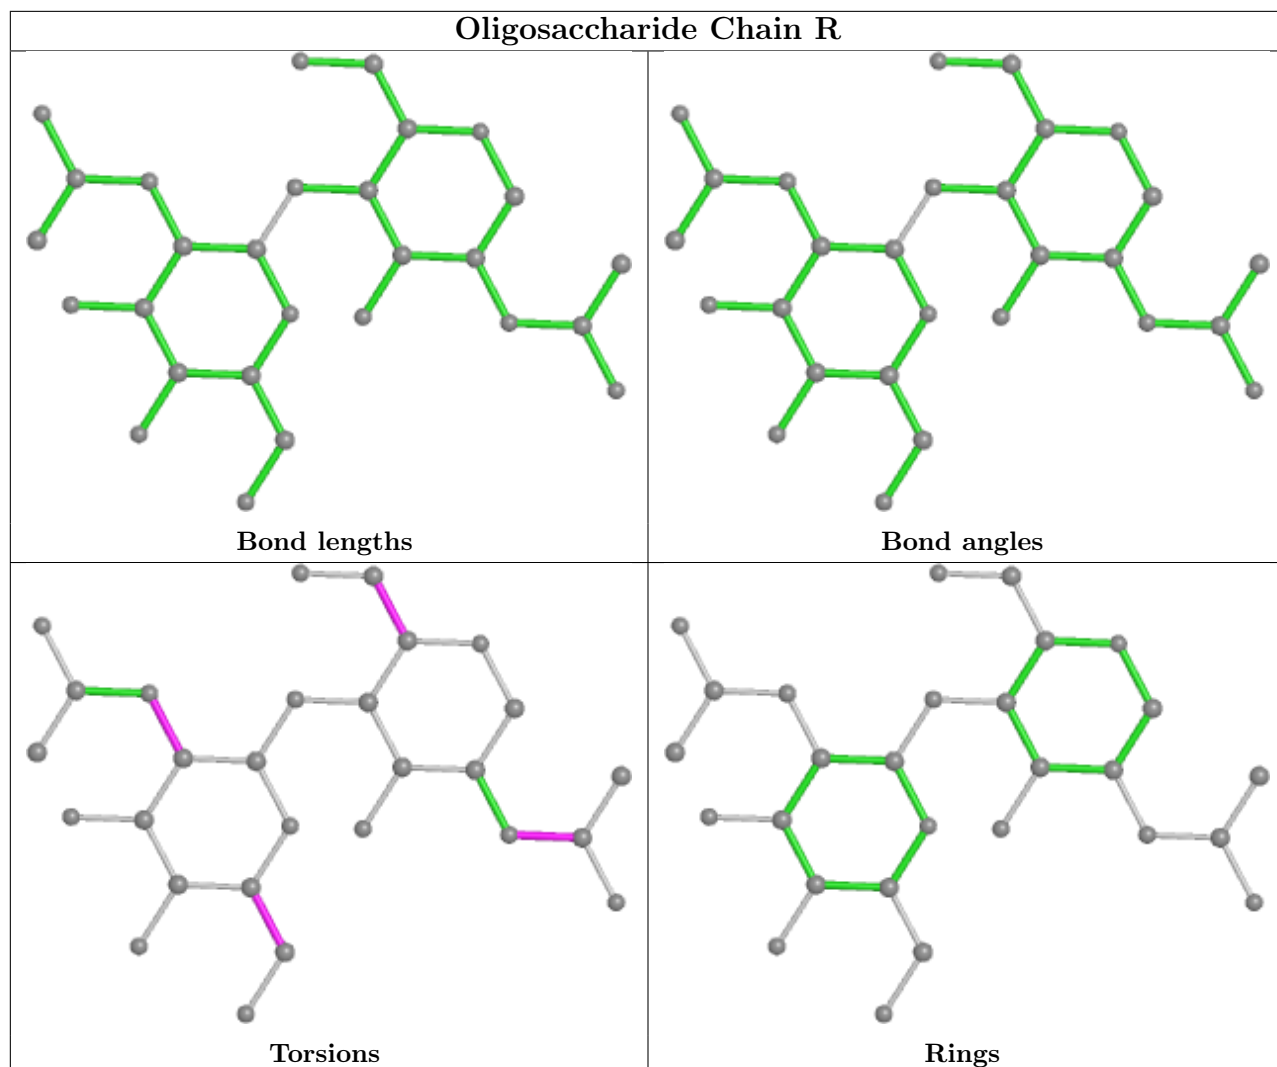 Oligosaccharide Chain R
Bond lengths
Bond angles
Torsions
Rings